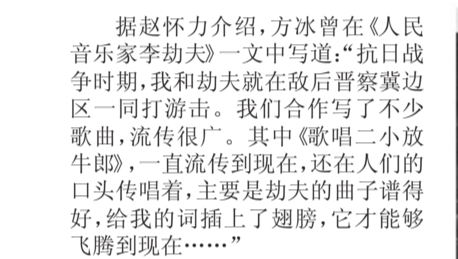 据赵怀力介绍，方冰曾在《人民
音乐家李劫夫》一文中写道：“抗日战
争时期，我和劫夫就在敌后晋察冀边
区一同打游击。我们合作写了不少
歌曲，流传很广。其中《歌唱二小放
牛郎》，一直流传到现在，还在人们的
口头传唱着，主要是劫夫的曲子谱得
好，给我的词插上了翅膀，它才能够
飞腾到现在……”